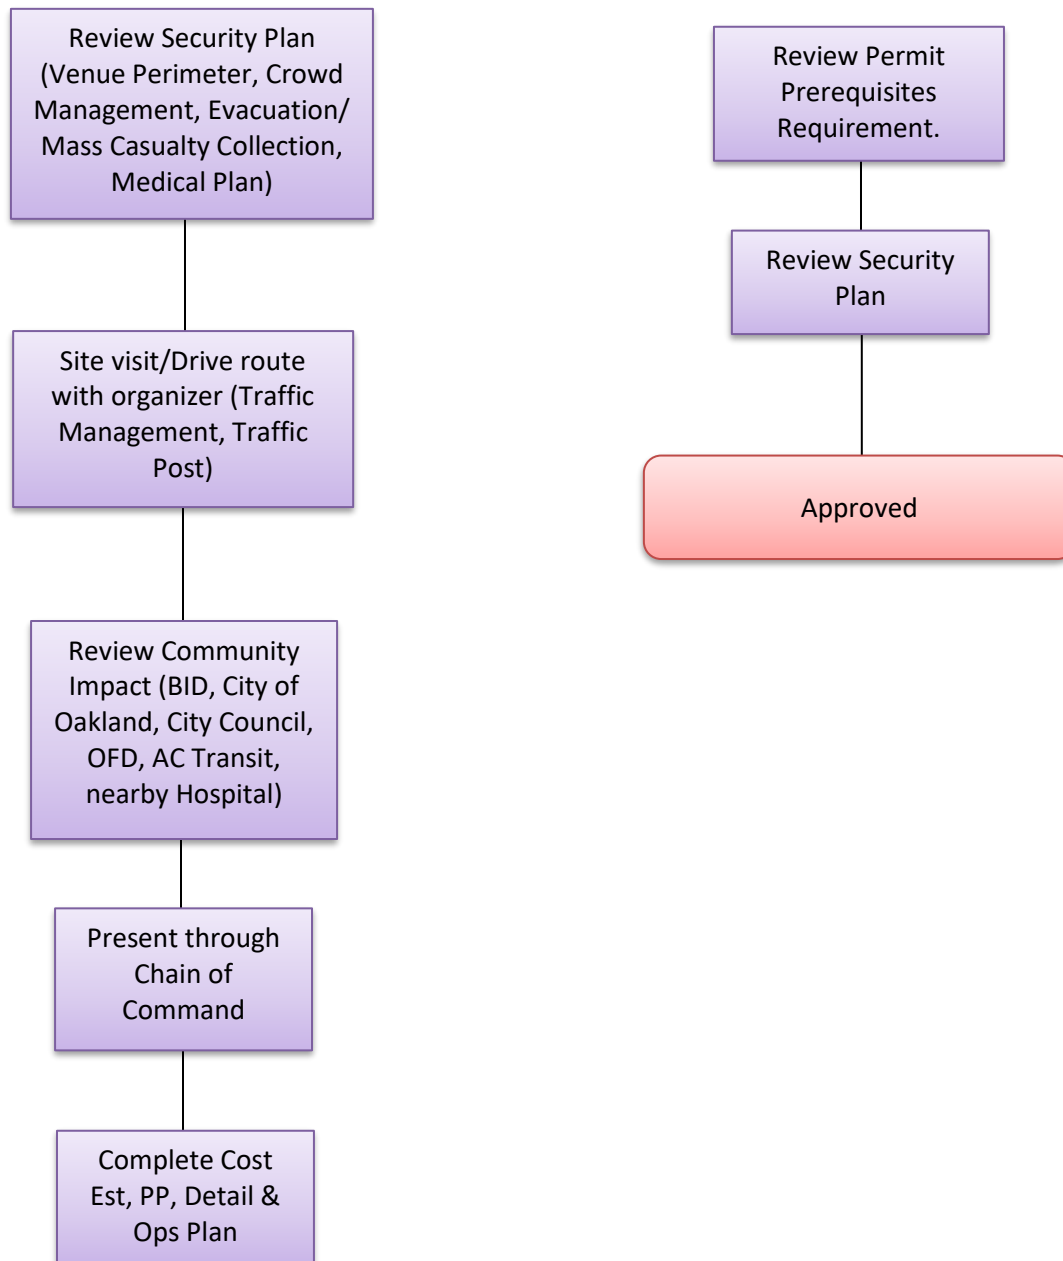 Review Security Plan
(Venue Perimeter, Crowd
Management, Evacuation/
Mass Casualty Collection,
Medical Plan)
Site visit/Drive route
with organizer (Traffic
Management, Traffic
Post)
Review Community
Impact (BID, City of
Oakland, City Council,
OFD, AC Transit,
nearby Hospital)
Present through
Chain of
Command
Complete Cost
Est, PP, Detail &
Ops Plan
Review Permit
Prerequisites
Requirement.
Review Security
Plan
Approved